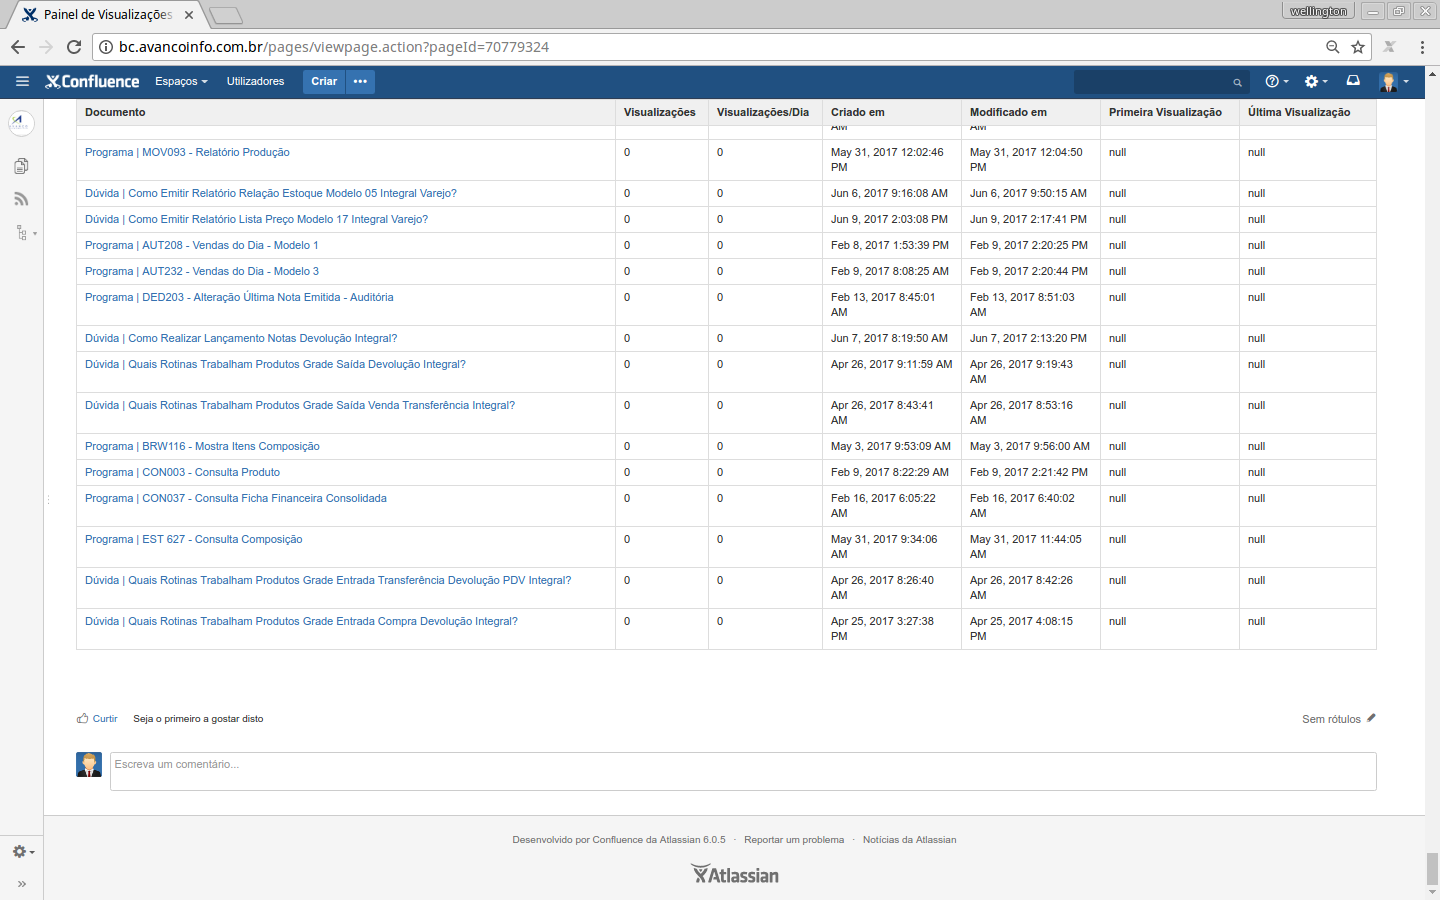 Painel de Visualizações
wellington
bc.avancoinfo.com.br/pages/viewpage.action?pageId=70779324
Confluence Espaços Utilizadores Criar •••
Documento Visualizações Visualizações/Dia Criado em Modificado em Primeira Visualização Última Visualização
AM AM
Programa | MOV093 - Relatório Produção 0 0 May 31, 2017 12:02:46 May 31, 2017 12:04:50 null null
PM PM
Dúvida | Como Emitir Relatório Relação Estoque Modelo 05 Integral Varejo? 0 0 Jun 6, 2017 9:16:08 AM Jun 6, 2017 9:50:15 AM null null
Dúvida | Como Emitir Relatório Lista Preço Modelo 17 Integral Varejo? 0 0 Jun 9, 2017 2:03:08 PM Jun 9, 2017 2:17:41 PM null null
Programa | AUT208 - Vendas do Dia - Modelo 1 0 0 Feb 8, 2017 1:53:39 PM Feb 9, 2017 2:20:25 PM null null
Programa | AUT232 - Vendas do Dia - Modelo 3 0 0 Feb 9, 2017 8:08:25 AM Feb 9, 2017 2:20:44 PM null null
Programa | DED203 - Alteração Última Nota Emitida - Auditória 0 0 Feb 13, 2017 8:45:01 Feb 13, 2017 8:51:03 null null
AM AM
Dúvida | Como Realizar Lançamento Notas Devolução Integral? 0 0 Jun 7, 2017 8:19:50 AM Jun 7, 2017 2:13:20 PM null null
Dúvida | Quais Rotinas Trabalham Produtos Grade Saída Devolução Integral? 0 0 Apr 26, 2017 9:11:59 AM Apr 26, 2017 9:19:43 null null
AM
Dúvida | Quais Rotinas Trabalham Produtos Grade Saída Venda Transferência Integral? 0 0 Apr 26, 2017 8:43:41 Apr 26, 2017 8:53:16 null null
AM AM
Programa | BRW116 - Mostra Itens Composição 0 0 May 3, 2017 9:53:09 AM May 3, 2017 9:56:00 AM null null
Programa | CON003 - Consulta Produto 0 0 Feb 9, 2017 8:22:29 AM Feb 9, 2017 2:21:42 PM null null
Programa | CON037 - Consulta Ficha Financeira Consolidada 0 0 Feb 16, 2017 6:05:22 Feb 16, 2017 6:40:02 null null
AM AM
Programa | EST 627 - Consulta Composição 0 0 May 31, 2017 9:34:06 May 31, 2017 11:44:05 null null
AM AM
Dúvida | Quais Rotinas Trabalham Produtos Grade Entrada Transferência Devolução PDV Integral? 0 0 Apr 26, 2017 8:26:40 Apr 26, 2017 8:42:26 null null
AM AM
Dúvida | Quais Rotinas Trabalham Produtos Grade Entrada Compra Devolução Integral? 0 0 Apr 25, 2017 3:27:38 Apr 25, 2017 4:08:15 null null
PM PM
Curtir Seja o primeiro a gostar disto Sem rótulos
Escreva um comentário...
Desenvolvido por Confluence da Atlassian 6.0.5 · Reportar um problema · Notícias da Atlassian
Atlassian